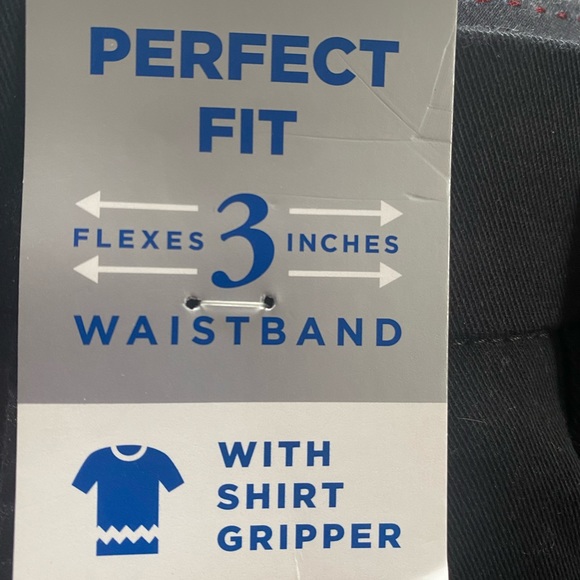 PERFECT
FIT
FLEXES 3 INCHES
WAISTBAND
WITH
SHIRT
GRIPPER